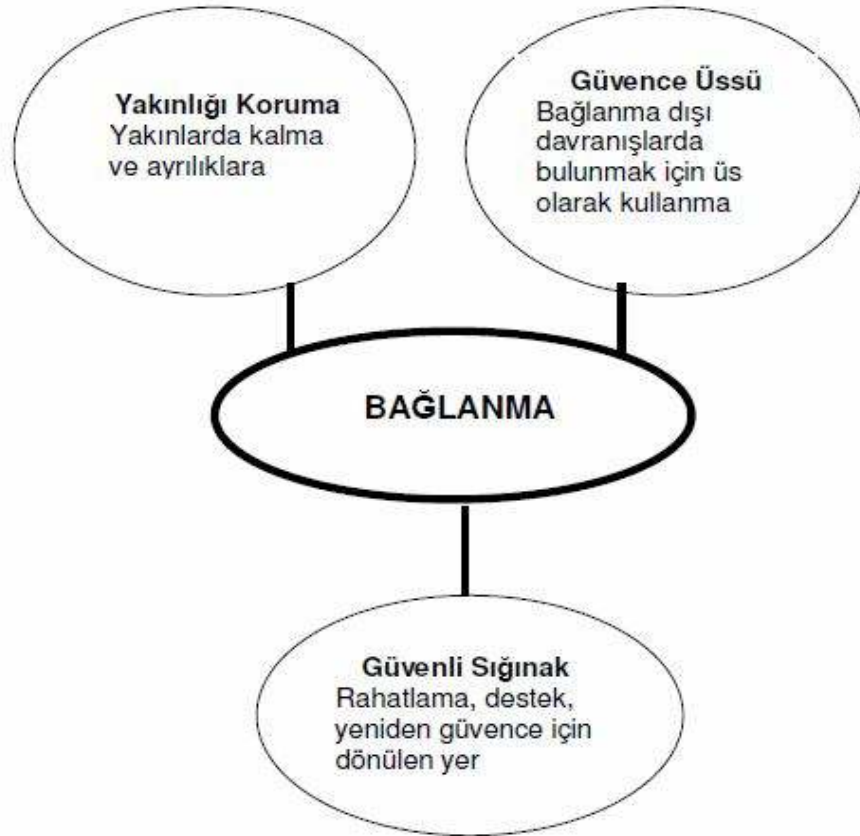 Yakınlığı Koruma
Yakınlarda kalma
ve ayrılıklara
Güvence Üssü
Bağlanma dışı
davranışlarda
bulunmak için üs
olarak kullanma
BAĞLANMA
Güvenli Sığınak
Rahatlama, destek,
yeniden güvence için
dönülen yer